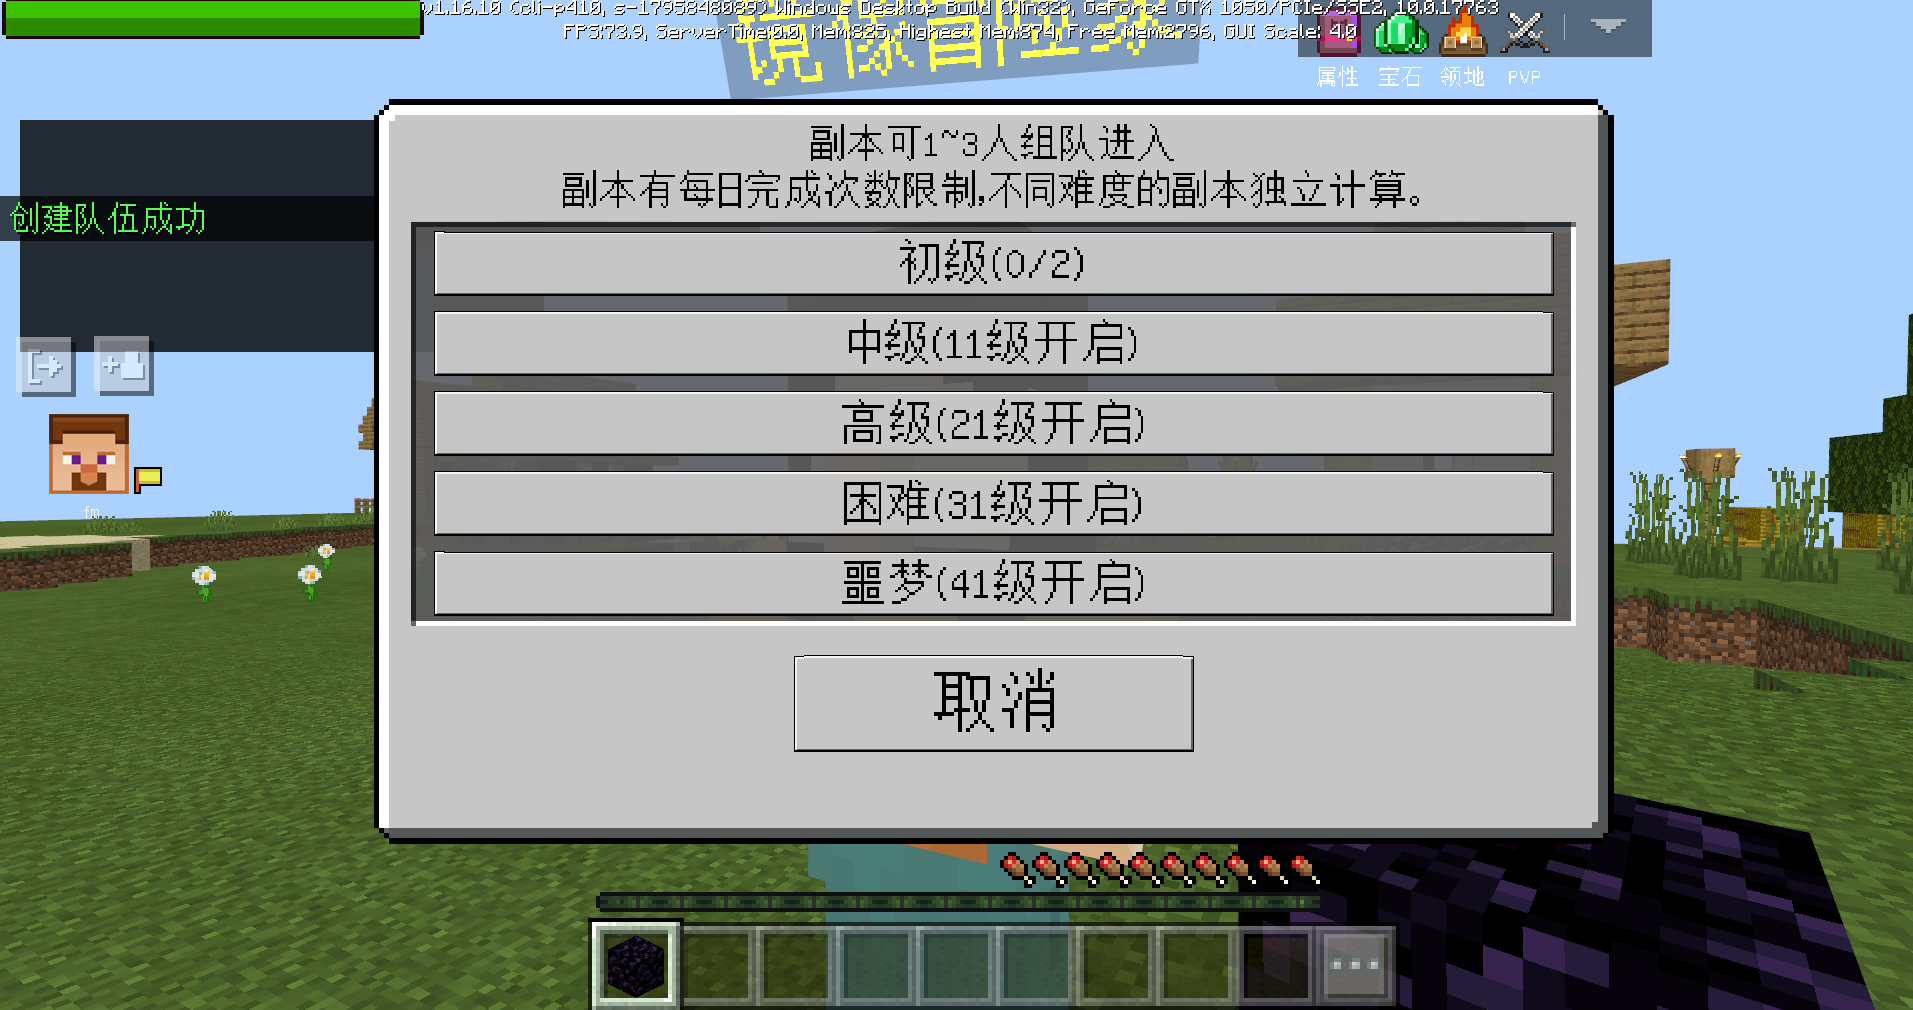 v1.16.10 (cli-p410, s-1795848089) Windows Desktop Build (Win32), GeForce GTX 1050/PCIe/SSE2, 10.0.17763
FPS:73.9, ServerTime:0.0, Mem:825, Highest Mem:874, Free Mem:2796, GUI Scale: 4.0
镜像冒险
属性 宝石 领地 PVP
副本可1~3人组队进入
副本有每日完成次数限制,不同难度的副本独立计算。
创建队伍成功
初级(0/2)
中级(11级开启)
高级(21级开启)
困难(31级开启)
噩梦(41级开启)
fm
取消